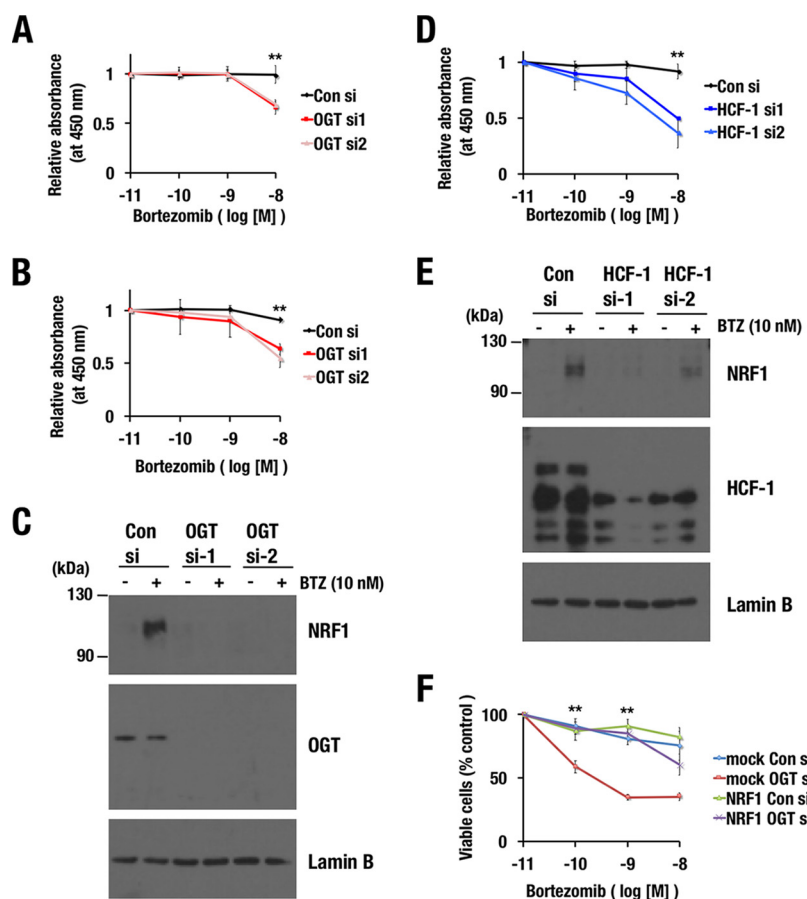 A
Relative absorbance
(at 450 nm)
1
0.5
0
**
Con si
OGT si1
OGT si2
-11 -10 -9 -8
Bortezomib ( log [M] )
B
Relative absorbance
(at 450 nm)
1
0.5
0
**
Con si
OGT si1
OGT si2
-11 -10 -9 -8
Bortezomib ( log [M] )
C
Con si
OGT si-1
OGT si-2
(kDa)
- + - + - + BTZ (10 nM)
130
90
NRF1
OGT
Lamin B
D
Relative absorbance
(at 450 nm)
1
0.5
0
**
Con si
HCF-1 si1
HCF-1 si2
-11 -10 -9 -8
Bortezomib ( log [M] )
E
Con si
HCF-1 si-1
HCF-1 si-2
(kDa)
- + - + - + BTZ (10 nM)
130
90
NRF1
HCF-1
Lamin B
F
Viable cells (% control )
100
50
0
** **
mock Con s
mock OGT s
NRF1 Con si
NRF1 OGT s
-11 -10 -9 -8
Bortezomib ( log [M] )